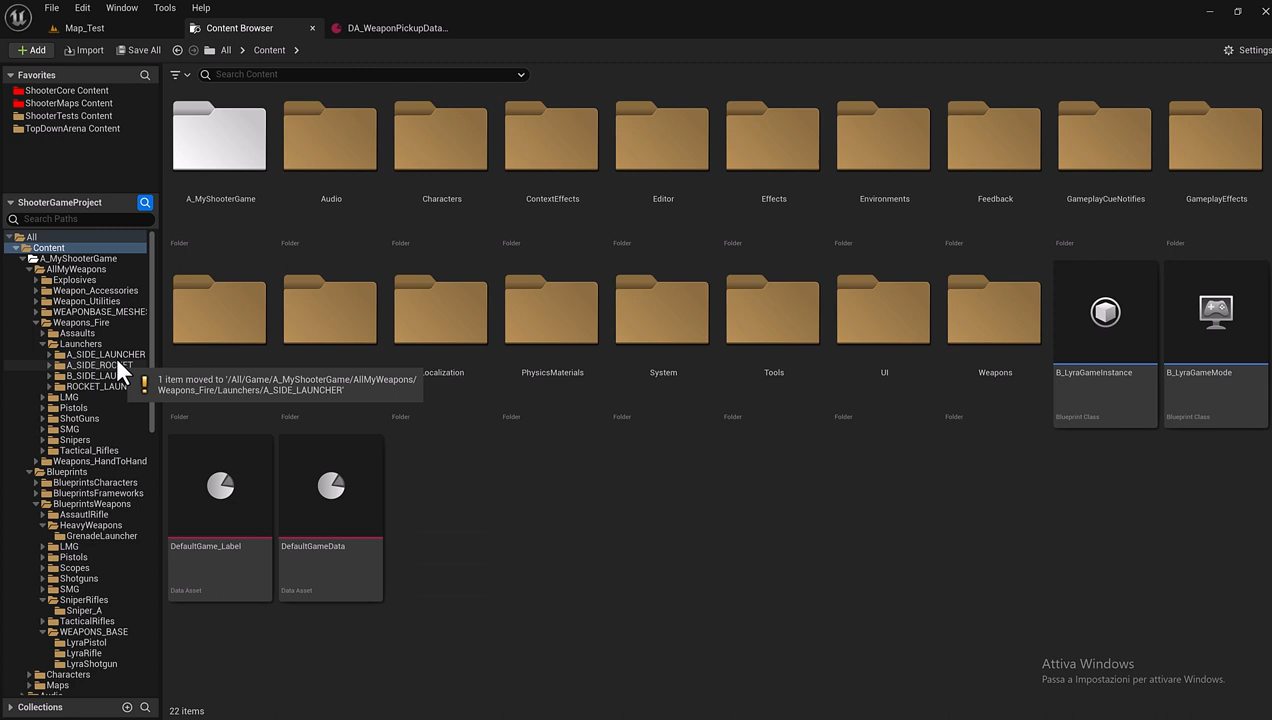 File Edit Window Tools Help
Map_Test
Content Browser
DA_WeaponPickupData...
Add
Import
Save All
All
Content
Settings
Favorites
ShooterCore Content
ShooterMaps Content
ShooterTests Content
TopDownArena Content
ShooterGameProject
Search Paths
All
Content
A_MyShooterGame
AllMyWeapons
Explosives
Weapon_Accessories
Weapon_Utilities
WEAPONBASE_MESHES
Weapons_Fire
Assaults
Launchers
A_SIDE_LAUNCHER
A_SIDE_ROCKET
B_SIDE_LAU
ROCKET_LAUN
LMG
Pistols
ShotGuns
SMG
Snipers
Tactical_Rifles
Weapons_HandToHand
Blueprints
BlueprintsCharacters
BlueprintsFrameworks
BlueprintsWeapons
AssautlRifle
HeavyWeapons
GrenadeLauncher
LMG
Pistols
Scopes
Shotguns
SMG
SniperRifles
Sniper_A
TacticalRifles
WEAPONS_BASE
LyraPistol
LyraRifle
LyraShotgun
Characters
Maps
Collections
Search Content
A_MyShooterGame
Audio
Characters
ContextEffects
Editor
Effects
Environments
Feedback
GameplayCueNotifies
GameplayEffects
Folder
Folder
Folder
Folder
Folder
Folder
Folder
Folder
Folder
Folder
1 item moved to '/All/Game/A_MyShooterGame/AllMyWeapons/
Weapons_Fire/Launchers/A_SIDE_LAUNCHER'
ocalization
PhysicsMaterials
System
Tools
UI
Weapons
B_LyraGameInstance
B_LyraGameMode
Folder
Folder
Folder
Folder
Folder
Folder
Folder
Folder
Blueprint Class
Blueprint Class
DefaultGame_Label
DefaultGameData
Data Asset
Data Asset
Attiva Windows
Passa a Impostazioni per attivare Windows.
22 items